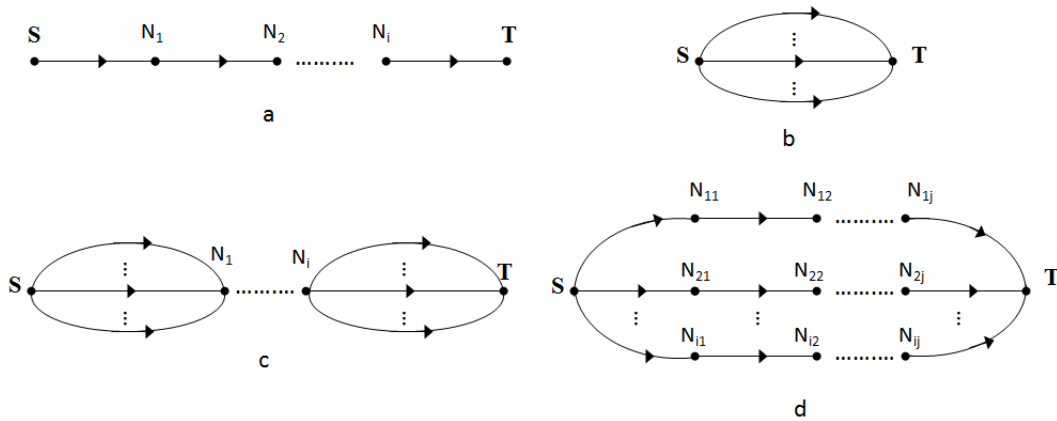 S N₁ N₂ ………. Nᵢ T
a
S ⋮ ⋮ T
b
S ⋮ ⋮ N₁ ………. Nᵢ ⋮ ⋮ T
c
N₁₁ N₁₂ ………. N₁ⱼ
S N₂₁ N₂₂ ………. N₂ⱼ T
⋮ ⋮ ⋮
Nᵢ₁ Nᵢ₂ ………. Nᵢⱼ
d